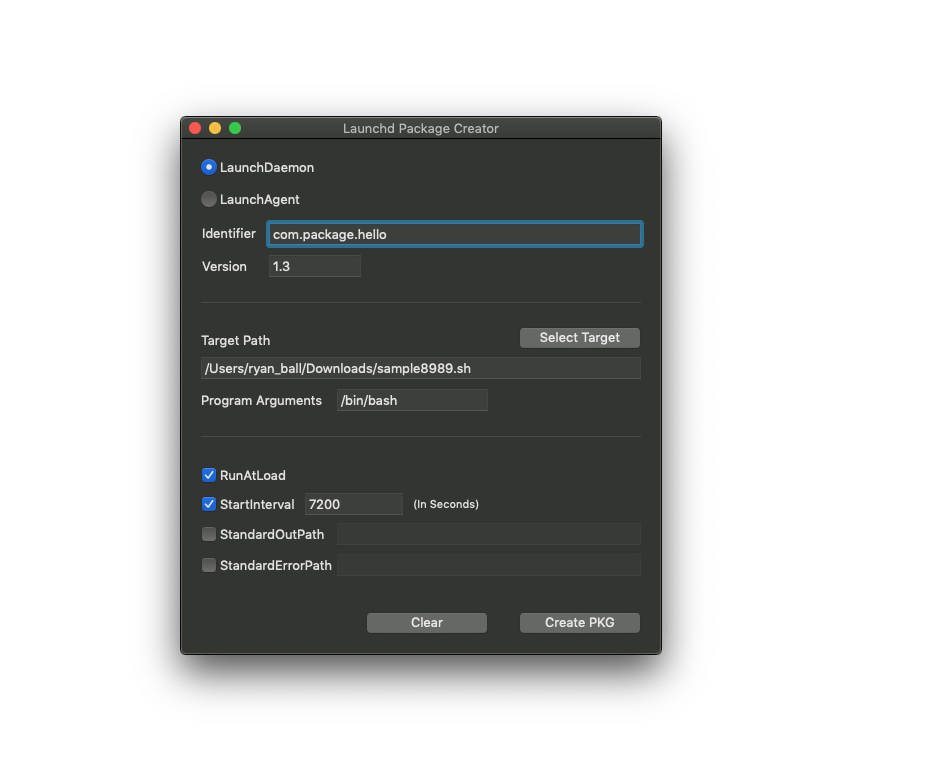 Launchd Package Creator
LaunchDaemon
LaunchAgent
Identifier com.package.hello
Version 1.3
Target Path Select Target
/Users/ryan_ball/Downloads/sample8989.sh
Program Arguments /bin/bash
RunAtLoad
StartInterval 7200 (In Seconds)
StandardOutPath
StandardErrorPath
Clear Create PKG